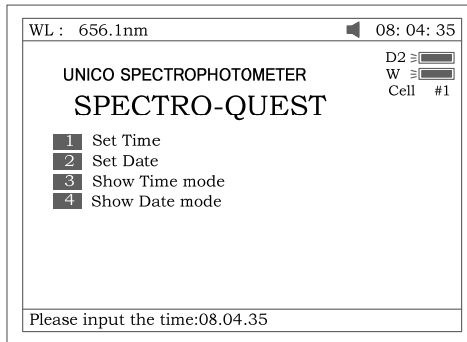 WL : 656.1nm 08: 04: 35
D2
UNICO SPECTROPHOTOMETER
W
SPECTRO-QUEST
Cell #1
1 Set Time
2 Set Date
3 Show Time mode
4 Show Date mode
Please input the time:08.04.35